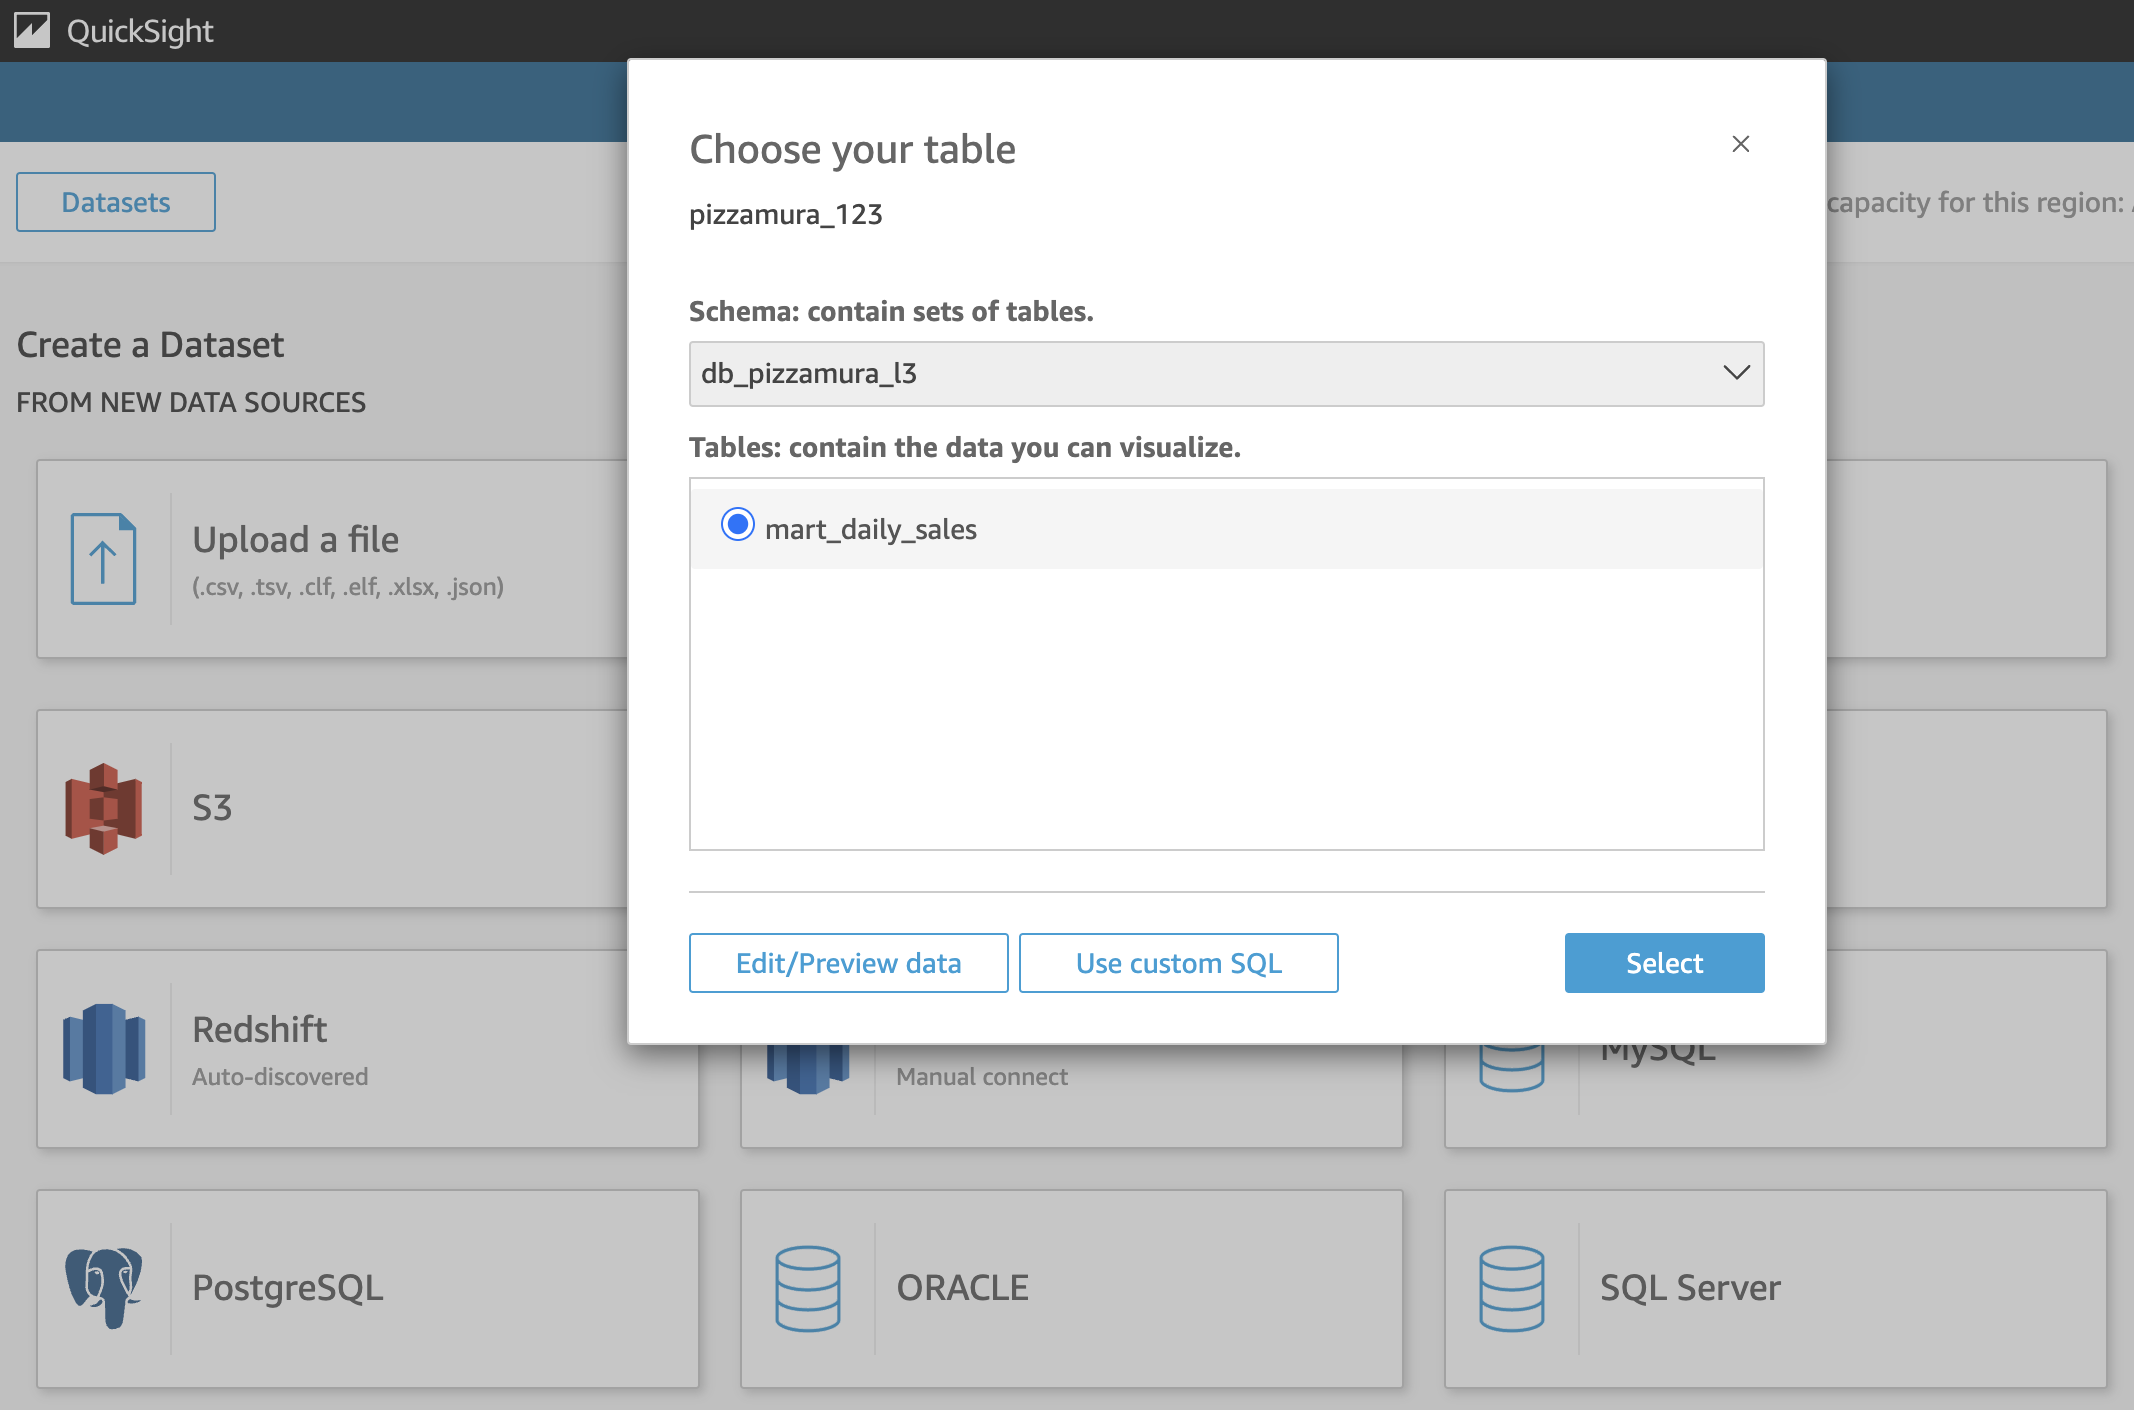 QuickSight
Choose your table
pizzamura_123
Datasets
capacity for this region:
Schema: contain sets of tables.
db_pizzamura_l3
Create a Dataset
FROM NEW DATA SOURCES
Tables: contain the data you can visualize.
mart_daily_sales
Upload a file
(.csv, .tsv, .clf, .elf, .xlsx, .json)
S3
Edit/Preview data
Use custom SQL
Select
Redshift
Auto-discovered
Manual connect
MySQL
PostgreSQL
ORACLE
SQL Server